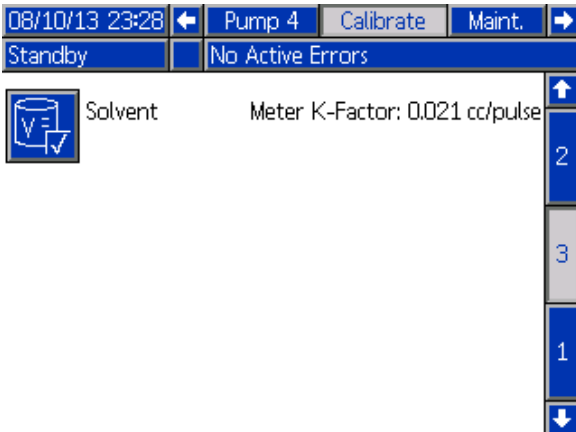 08/10/13 23:28 Pump 4 Calibrate Maint.
Standby No Active Errors
Solvent Meter K-Factor: 0.021 cc/pulse
V=
2
3
1